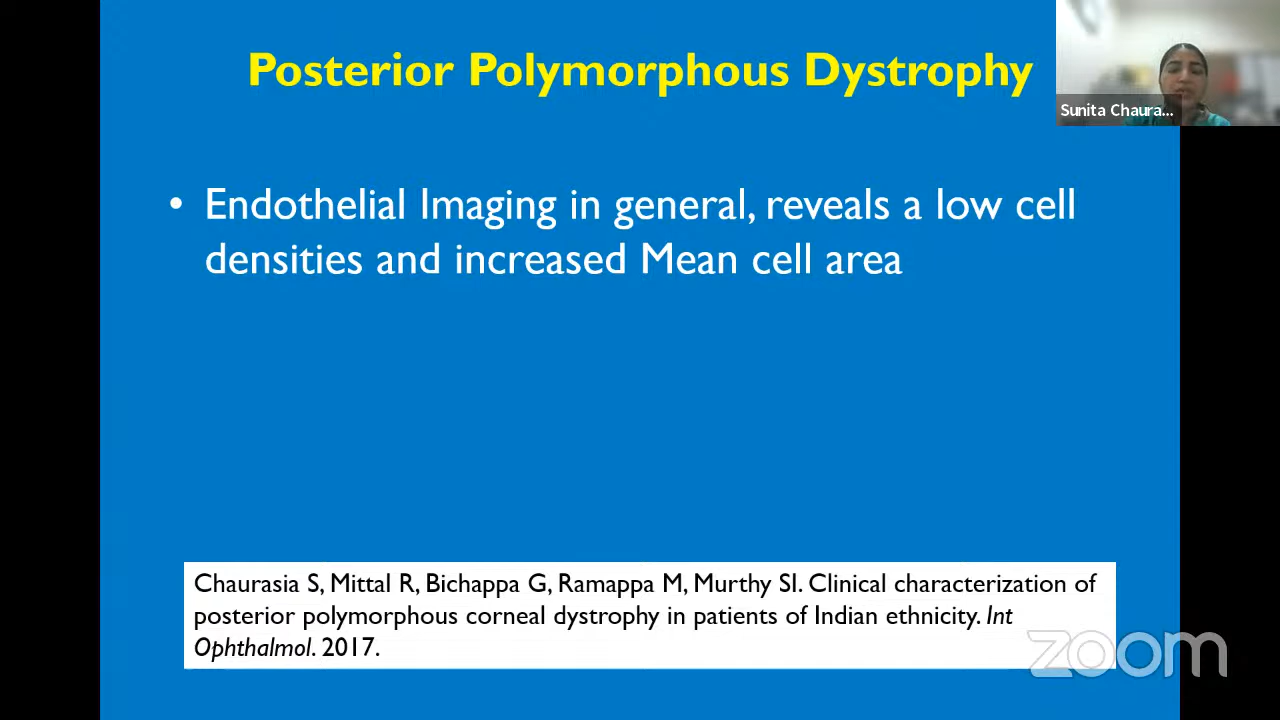 Posterior Polymorphous Dystrophy
Sunita Chaura...
• Endothelial Imaging in general, reveals a low cell
densities and increased Mean cell area
Chaurasia S, Mittal R, Bichappa G, Ramappa M, Murthy SI. Clinical characterization of
posterior polymorphous corneal dystrophy in patients of Indian ethnicity. Int
Ophthalmol. 2017.
zoom